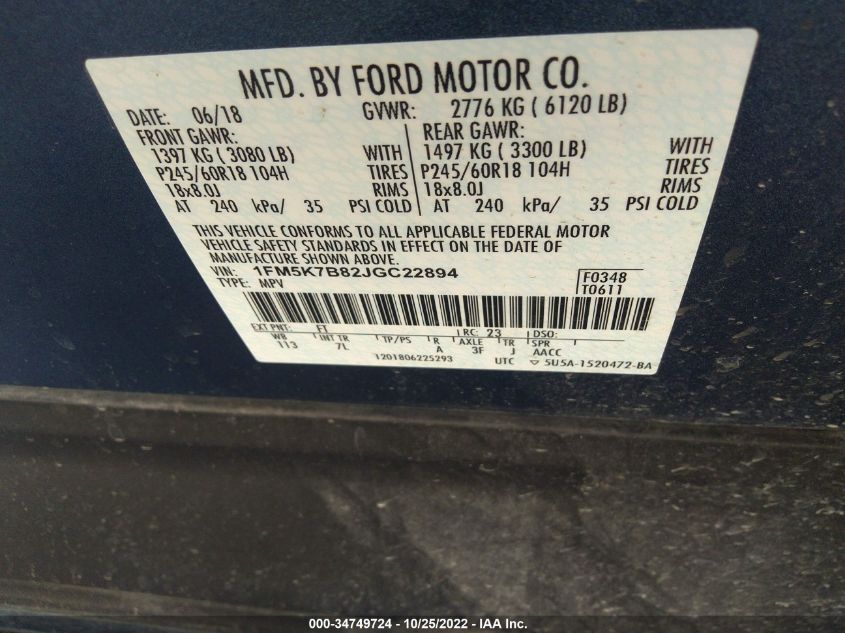 MFD. BY FORD MOTOR CO.
DATE: 06/18 GVWR: 2776 KG ( 6120 LB)
FRONT GAWR: REAR GAWR:
1397 KG ( 3080 LB) WITH 1497 KG ( 3300 LB) WITH
P245/60R18 104H TIRES P245/60R18 104H TIRES
18x8.0J RIMS 18x8.0J RIMS
AT 240 kPa/ 35 PSI COLD AT 240 kPa/ 35 PSI COLD
THIS VEHICLE CONFORMS TO ALL APPLICABLE FEDERAL MOTOR
VEHICLE SAFETY STANDARDS IN EFFECT ON THE DATE OF
MANUFACTURE SHOWN ABOVE.
VIN: 1FM5K7B82JGC22894 F0348
TYPE: MPV T0611
EXT PNT: FT RC: 23 DSO:
WB INT TR TP/PS R AXLE TR SPR
113 7L A 3F J AACC
1201806225293 UTC ▽ 5U5A-1520472-BA
000-34749724 - 10/25/2022 - IAA Inc.